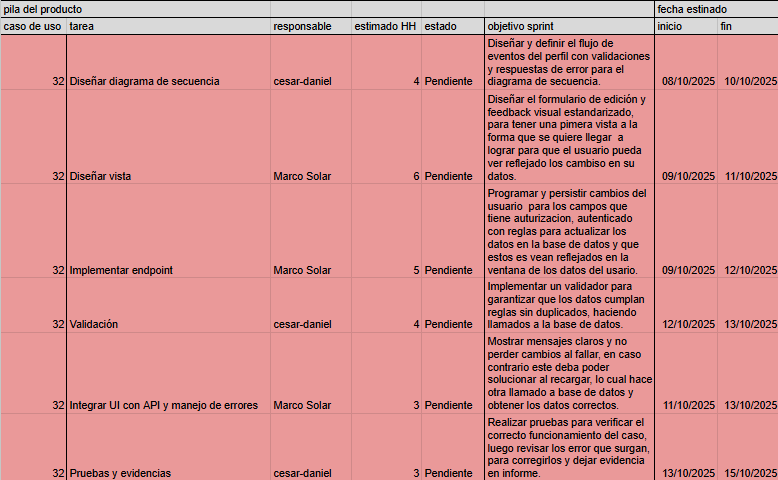 pila del producto fecha estinado
caso de uso tarea responsable estimado HH estado objetivo sprint inicio fin
Diseñar y definir el flujo de
eventos del perfil con validaciones
y respuestas de error para el
32 Diseñar diagrama de secuencia cesar-daniel 4 Pendiente diagrama de secuencia. 08/10/2025 10/10/2025
Diseñar el formulario de edición y
feedback visual estandarizado,
para tener una pimera vista a la
forma que se quiere llegar a
lograr para que el usuario pueda
ver reflejado los cambiso en su
32 Diseñar vista Marco Solar 6 Pendiente datos. 09/10/2025 11/10/2025
Programar y persistir cambios del
usuario para los campos que
tiene auturizacion, autenticado
con reglas para actualizar los
datos en la base de datos y que
estos es vean reflejados en la
32 Implementar endpoint Marco Solar 5 Pendiente ventana de los datos del usario. 09/10/2025 12/10/2025
Implementar un validador para
garantizar que los datos cumplan
reglas sin duplicados, haciendo
32 Validación cesar-daniel 4 Pendiente llamados a la base de datos. 12/10/2025 13/10/2025
Mostrar mensajes claros y no
perder cambios al fallar, en caso
contrario este deba poder
solucionar al recargar, lo cual hace
otra llamado a base de datos y
32 Integrar UI con API y manejo de errores Marco Solar 3 Pendiente obtener los datos correctos. 11/10/2025 13/10/2025
Realizar pruebas para verificar el
correcto funcionamiento del caso,
luego revisar los error que surgan,
para corregirlos y dejar evidencia
32 Pruebas y evidencias cesar-daniel 3 Pendiente en informe. 13/10/2025 15/10/2025